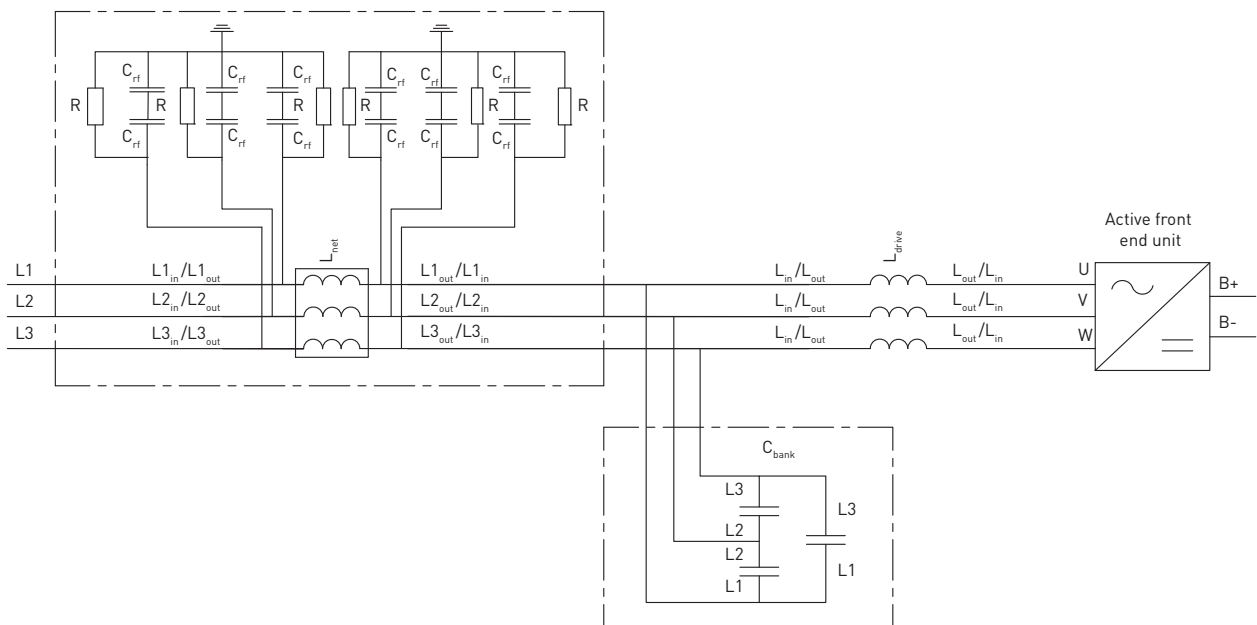 C_rf C_rf C_rf C_rf C_rf C_rf
R R R R R R
C_rf C_rf C_rf C_rf C_rf C_rf
L_net
L_drive
Active front
end unit
L1 L1_in/L1_out L1_out/L1_in L_in/L_out L_out/L_in U
B+
L2 L2_in/L2_out L2_out/L2_in L_in/L_out L_out/L_in V
B-
L3 L3_in/L3_out L3_out/L3_in L_in/L_out L_out/L_in W
C_bank
L3
L3
L2
L2
L1
L1